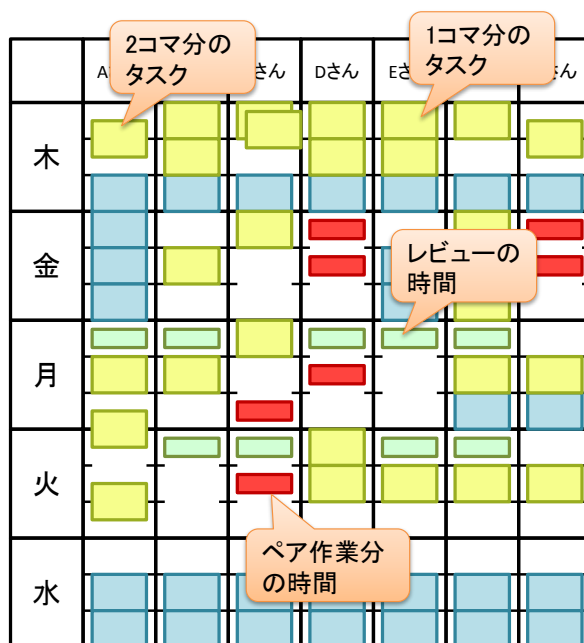 2コマ分の
タスク
1コマ分の
タスク
A
さん
Dさん
Eさ
さん
木
金
レビューの
時間
月
火
ペア作業分
の時間
水